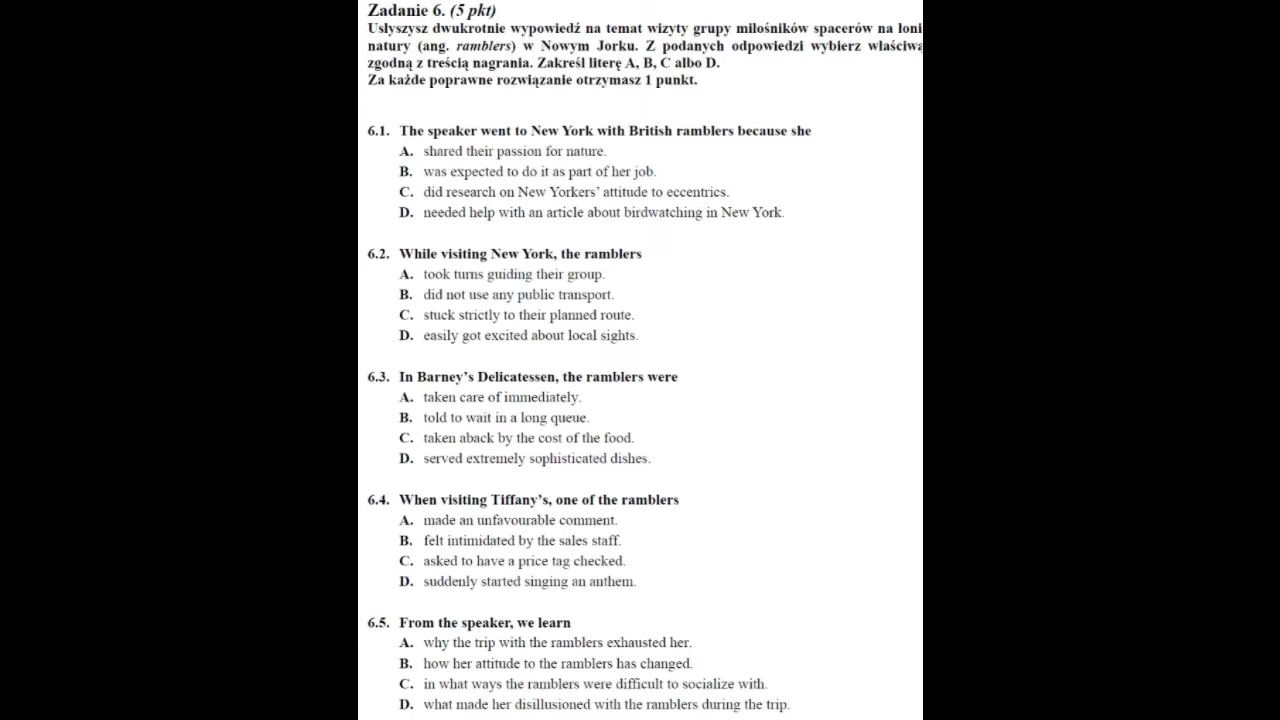 Zadanie 6. (5 pkt)
Usłyszysz dwukrotnie wypowiedź na temat wizyty grupy miłośników spacerów na łoni
natury (ang. ramblers) w Nowym Jorku. Z podanych odpowiedzi wybierz właściwą
zgodną z treścią nagrania. Zakreśl literę A, B, C albo D.
Za każde poprawne rozwiązanie otrzymasz 1 punkt.
6.1. The speaker went to New York with British ramblers because she
A. shared their passion for nature.
B. was expected to do it as part of her job.
C. did research on New Yorkers' attitude to eccentrics.
D. needed help with an article about birdwatching in New York.
6.2. While visiting New York, the ramblers
A. took turns guiding their group.
B. did not use any public transport.
C. stuck strictly to their planned route.
D. easily got excited about local sights.
6.3. In Barney's Delicatessen, the ramblers were
A. taken care of immediately.
B. told to wait in a long queue.
C. taken aback by the cost of the food.
D. served extremely sophisticated dishes.
6.4. When visiting Tiffany's, one of the ramblers
A. made an unfavourable comment.
B. felt intimidated by the sales staff.
C. asked to have a price tag checked.
D. suddenly started singing an anthem.
6.5. From the speaker, we learn
A. why the trip with the ramblers exhausted her.
B. how her attitude to the ramblers has changed.
C. in what ways the ramblers were difficult to socialize with.
D. what made her disillusioned with the ramblers during the trip.